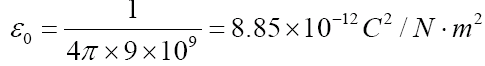 ε₀ = 1 / (4π × 9 × 10⁹) = 8.85 × 10⁻¹² C² / N · m²